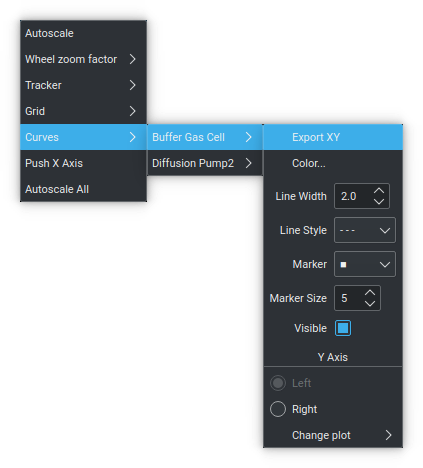 Autoscale
Wheel zoom factor
Tracker
Grid
Curves
Push X Axis
Autoscale All
Buffer Gas Cell
Diffusion Pump2
Export XY
Color...
Line Width 2.0
Line Style ---
Marker ■
Marker Size 5
Visible
Y Axis
Left
Right
Change plot